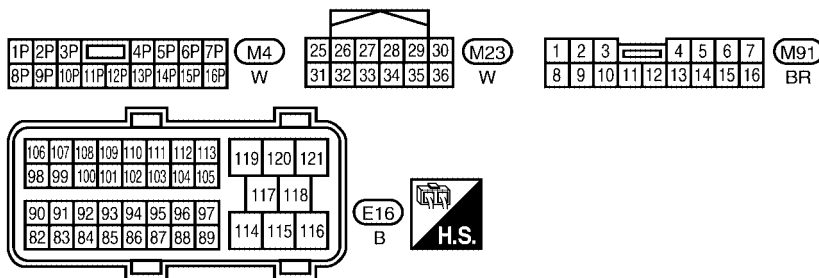 1P 2P 3P 4P 5P 6P 7P
8P 9P 10P 11P 12P 13P 14P 15P 16P
M4
W
25 26 27 28 29 30
31 32 33 34 35 36
M23
W
1 2 3 4 5 6 7
8 9 10 11 12 13 14 15 16
M91
BR
106 107 108 109 110 111 112 113
98 99 100 101 102 103 104 105
90 91 92 93 94 95 96 97
82 83 84 85 86 87 88 89
119 120 121
117 118
114 115 116
E16
B
H.S.